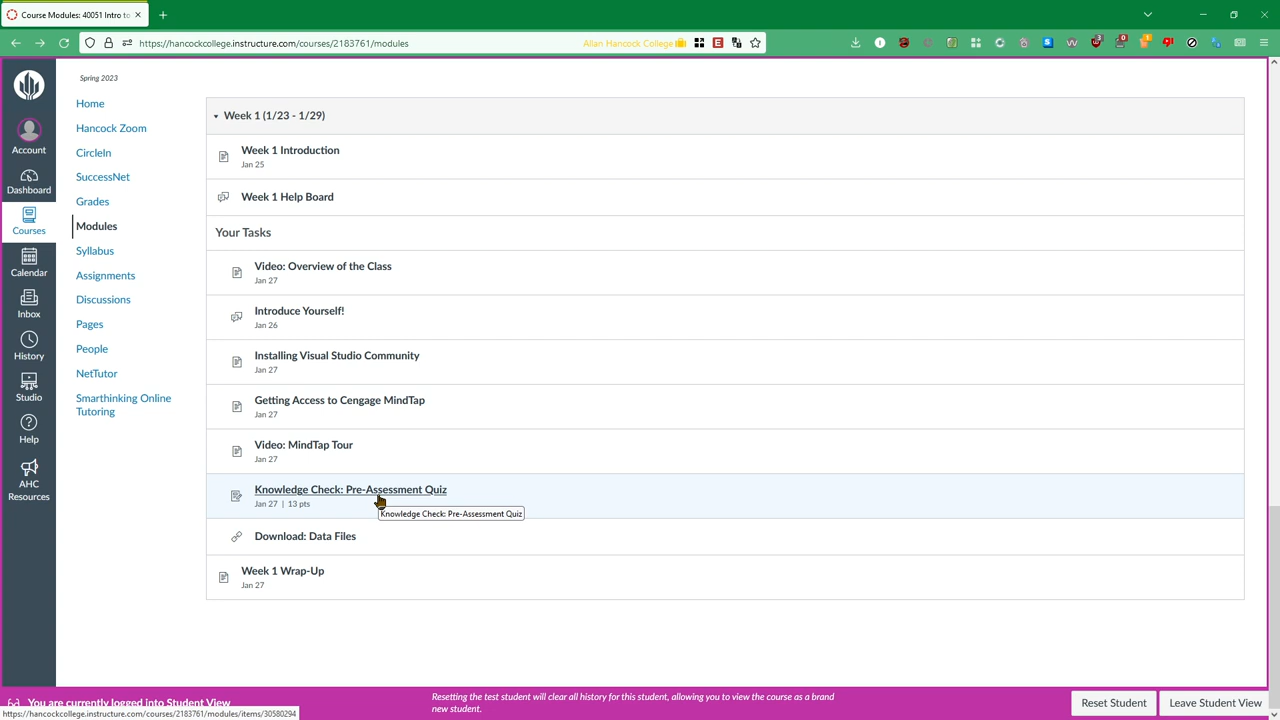 Course Modules: 40051 Intro to
https://hancockcollege.instructure.com/courses/2183761/modules
Allan Hancock College
Spring 2023
Account
Dashboard
Courses
Calendar
Inbox
History
Studio
Help
AHC
Resources
Home
Hancock Zoom
CircleIn
SuccessNet
Grades
Modules
Syllabus
Assignments
Discussions
Pages
People
NetTutor
Smarthinking Online
Tutoring
Week 1 (1/23 - 1/29)
Week 1 Introduction
Jan 25
Week 1 Help Board
Your Tasks
Video: Overview of the Class
Jan 27
Introduce Yourself!
Jan 26
Installing Visual Studio Community
Jan 27
Getting Access to Cengage MindTap
Jan 27
Video: MindTap Tour
Jan 27
Knowledge Check: Pre-Assessment Quiz
Jan 27 | 13 pts
Knowledge Check: Pre-Assessment Quiz
Download: Data Files
Week 1 Wrap-Up
Jan 27
You are currently logged into Student View
Resetting the test student will clear all history for this student, allowing you to view the course as a brand
new student.
Reset Student
Leave Student View
https://hancockcollege.instructure.com/courses/2183761/modules/items/30580294